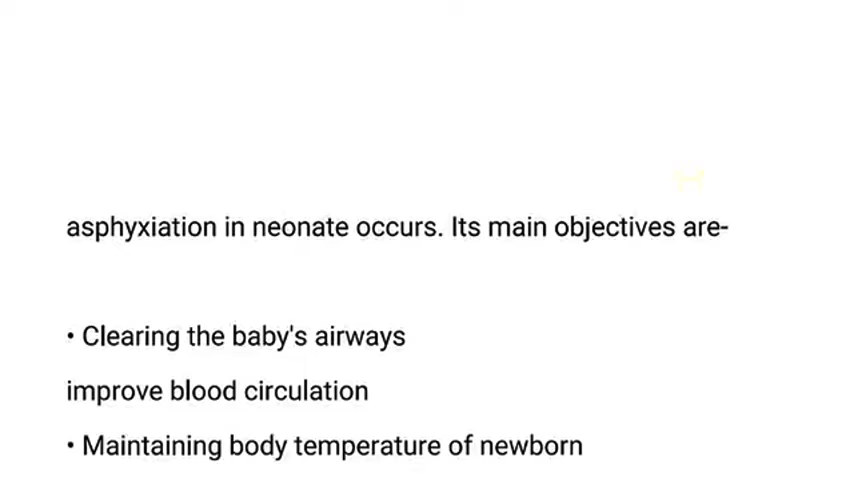 asphyxiation in neonate occurs. Its main objectives are-
• Clearing the baby's airways
improve blood circulation
• Maintaining body temperature of newborn